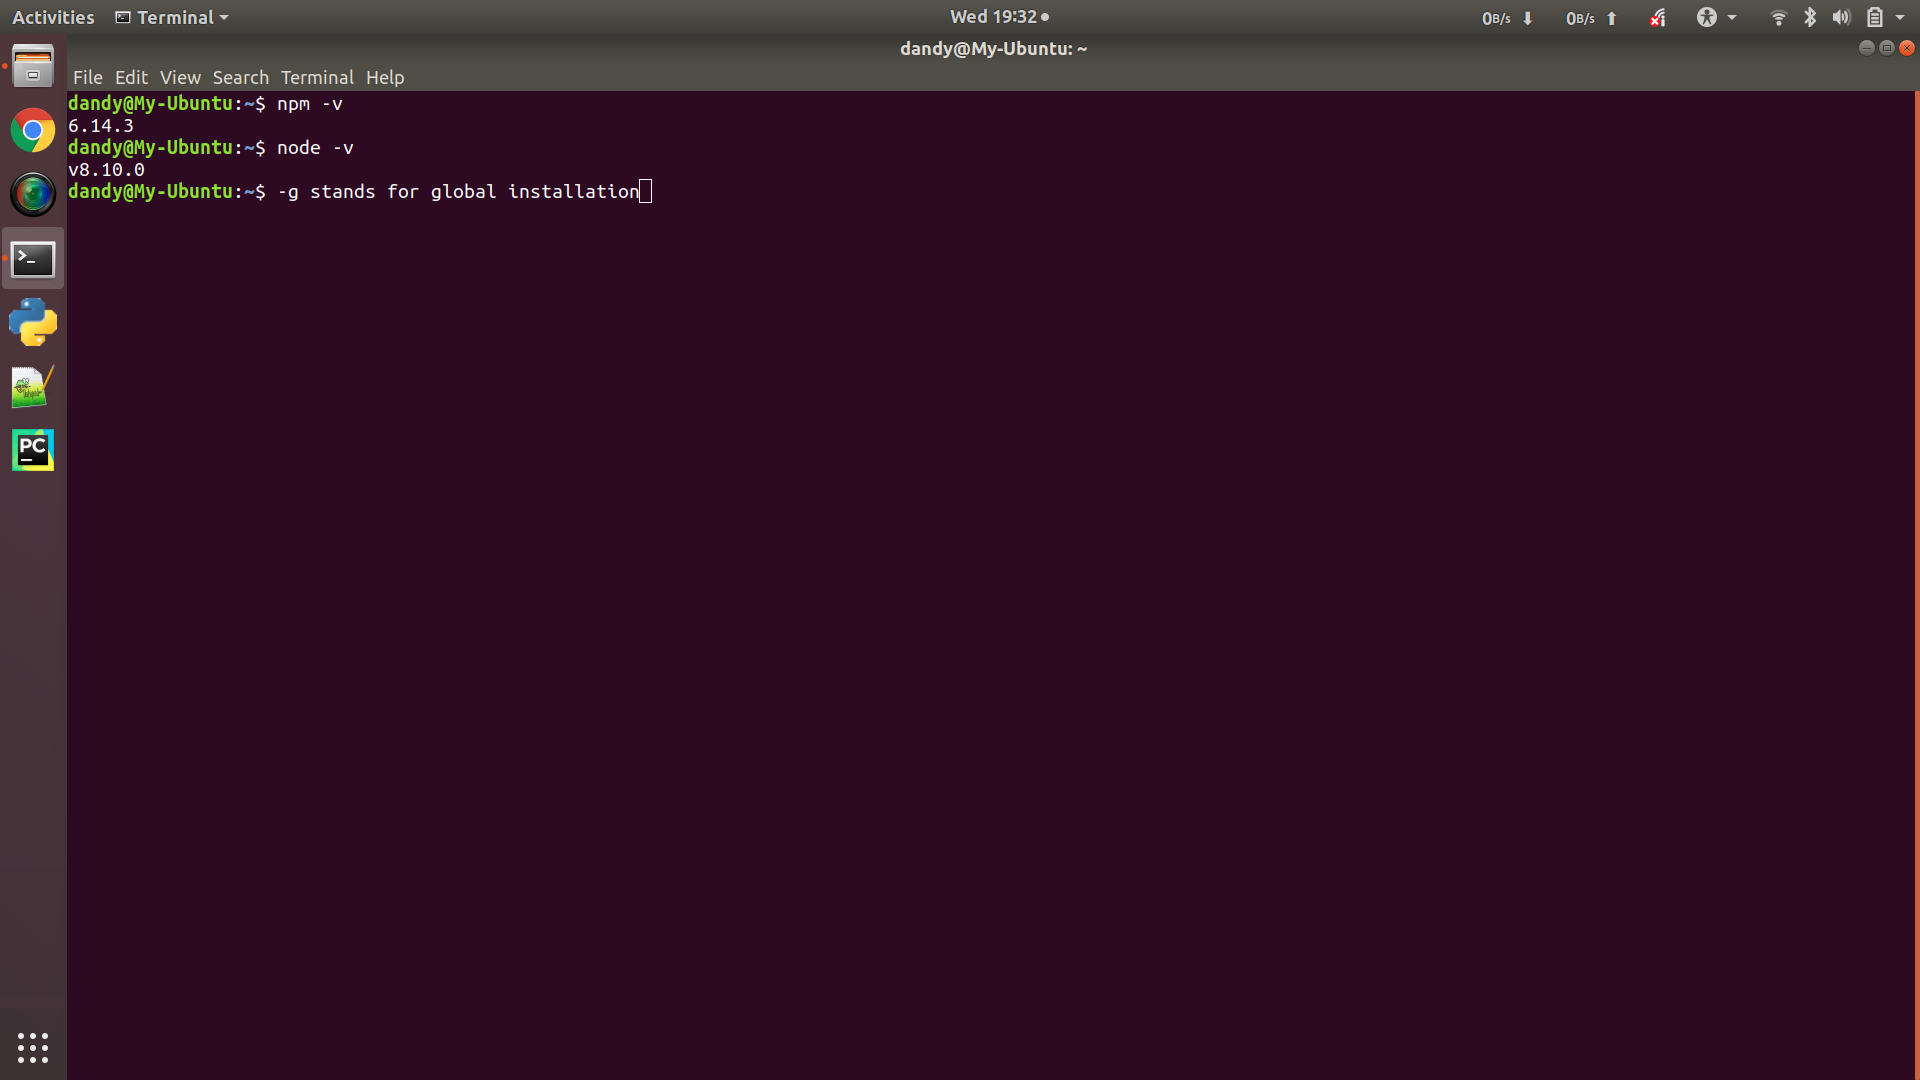 Activities Terminal Wed 19:32 0B/s 0B/s
dandy@My-Ubuntu: ~
File Edit View Search Terminal Help
dandy@My-Ubuntu:~$ npm -v
6.14.3
dandy@My-Ubuntu:~$ node -v
v8.10.0
dandy@My-Ubuntu:~$ -g stands for global installation
PC